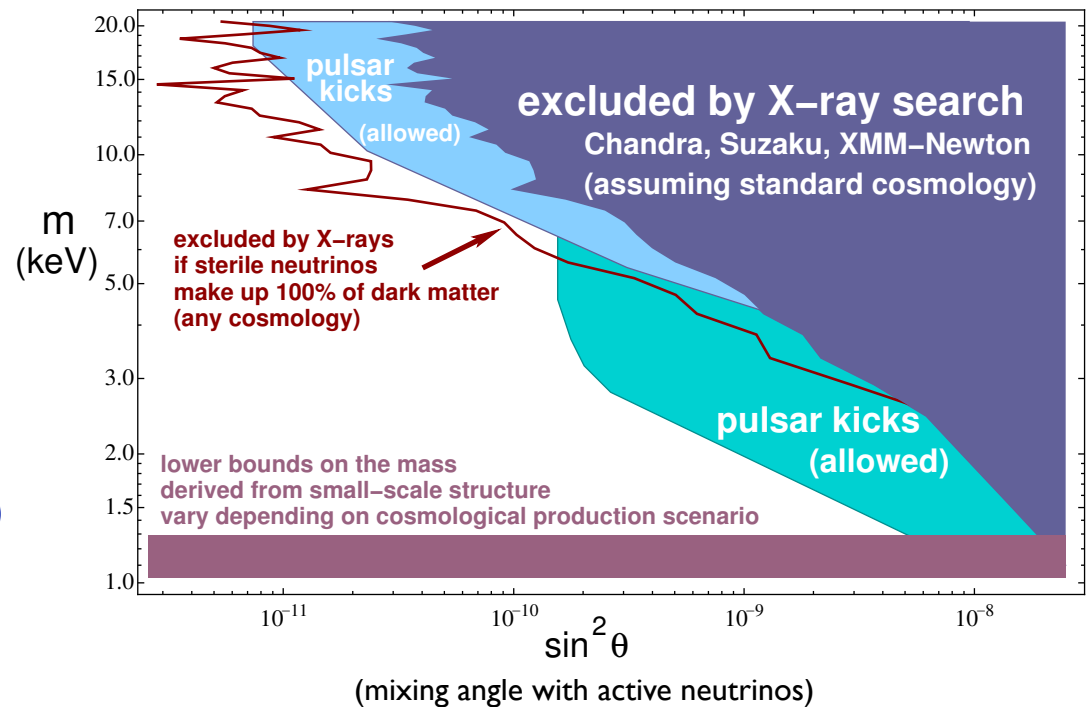 20.0
15.0
10.0
7.0
5.0
3.0
2.0
1.5
1.0
m
(keV)
pulsar
kicks
(allowed)
excluded by X−ray search
Chandra, Suzaku, XMM−Newton
(assuming standard cosmology)
excluded by X−rays
if sterile neutrinos
make up 100% of dark matter
(any cosmology)
pulsar kicks
(allowed)
lower bounds on the mass
derived from small−scale structure
vary depending on cosmological production scenario
10⁻¹¹ 10⁻¹⁰ 10⁻⁹ 10⁻⁸
sin² θ
(mixing angle with active neutrinos)